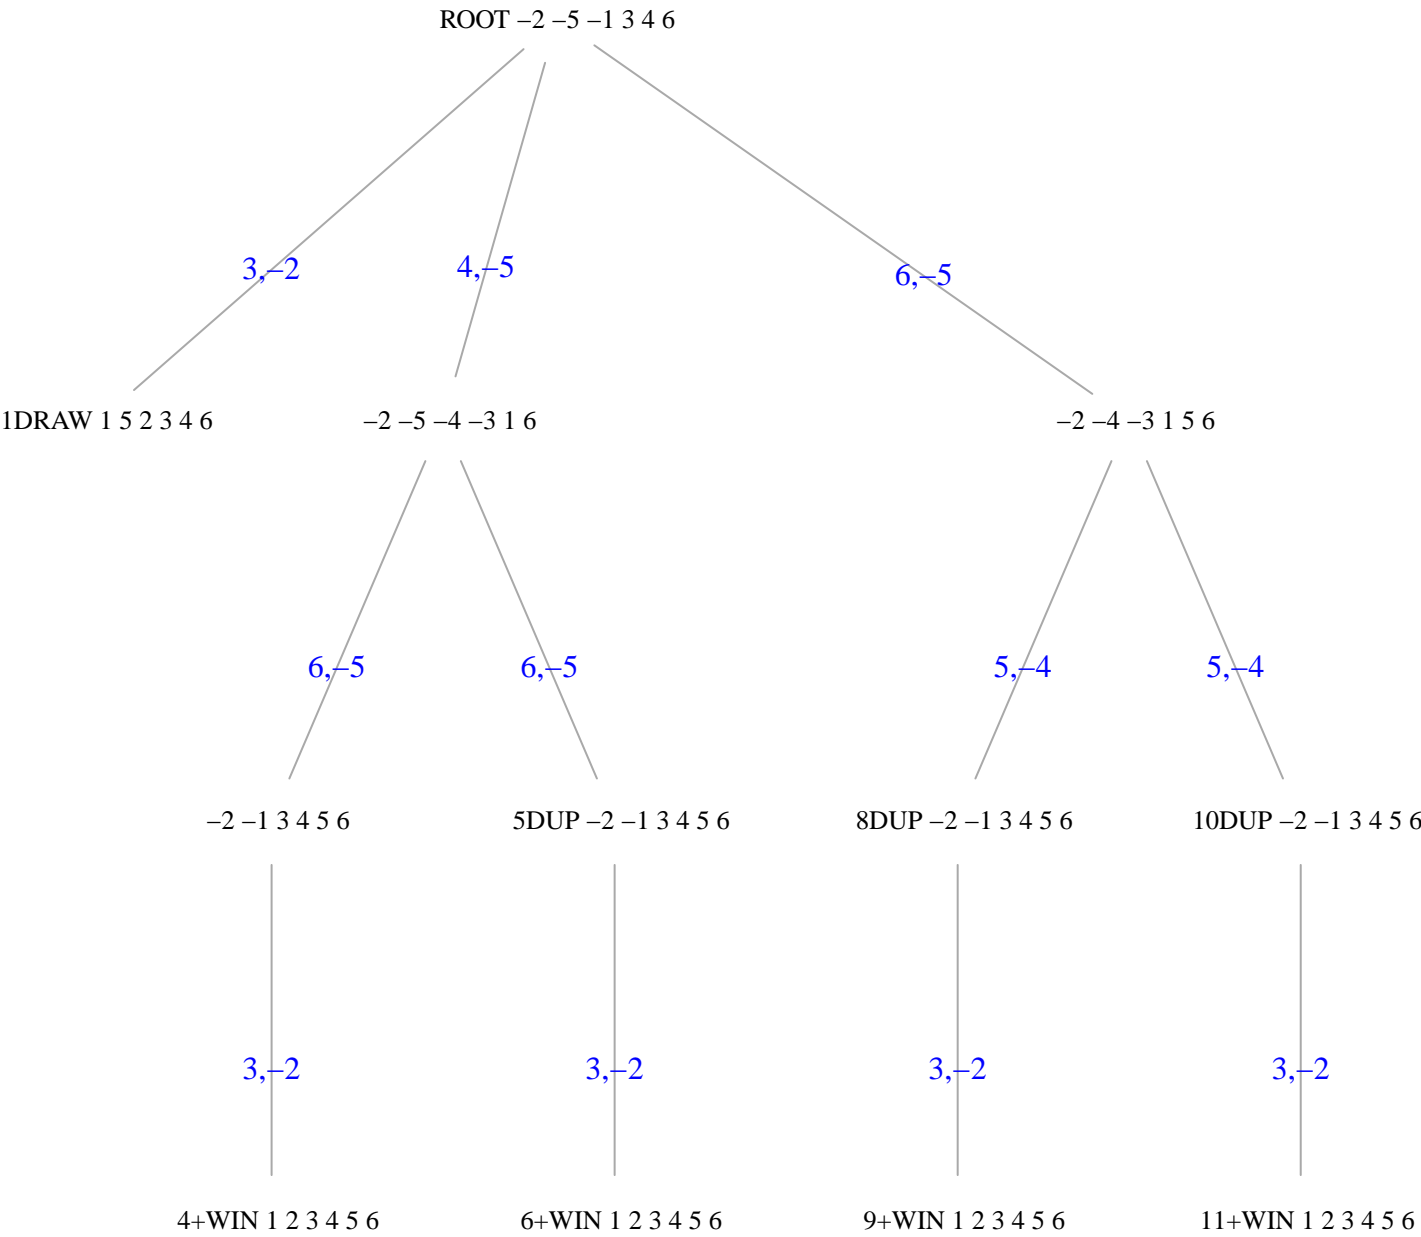 ROOT –2 –5 –1 3 4 6
3,–2
4,–5
6,–5
1DRAW 1 5 2 3 4 6
–2 –5 –4 –3 1 6
–2 –4 –3 1 5 6
6,–5
6,–5
5,–4
5,–4
–2 –1 3 4 5 6
5DUP –2 –1 3 4 5 6
8DUP –2 –1 3 4 5 6
10DUP –2 –1 3 4 5 6
3,–2
3,–2
3,–2
3,–2
4+WIN 1 2 3 4 5 6
6+WIN 1 2 3 4 5 6
9+WIN 1 2 3 4 5 6
11+WIN 1 2 3 4 5 6